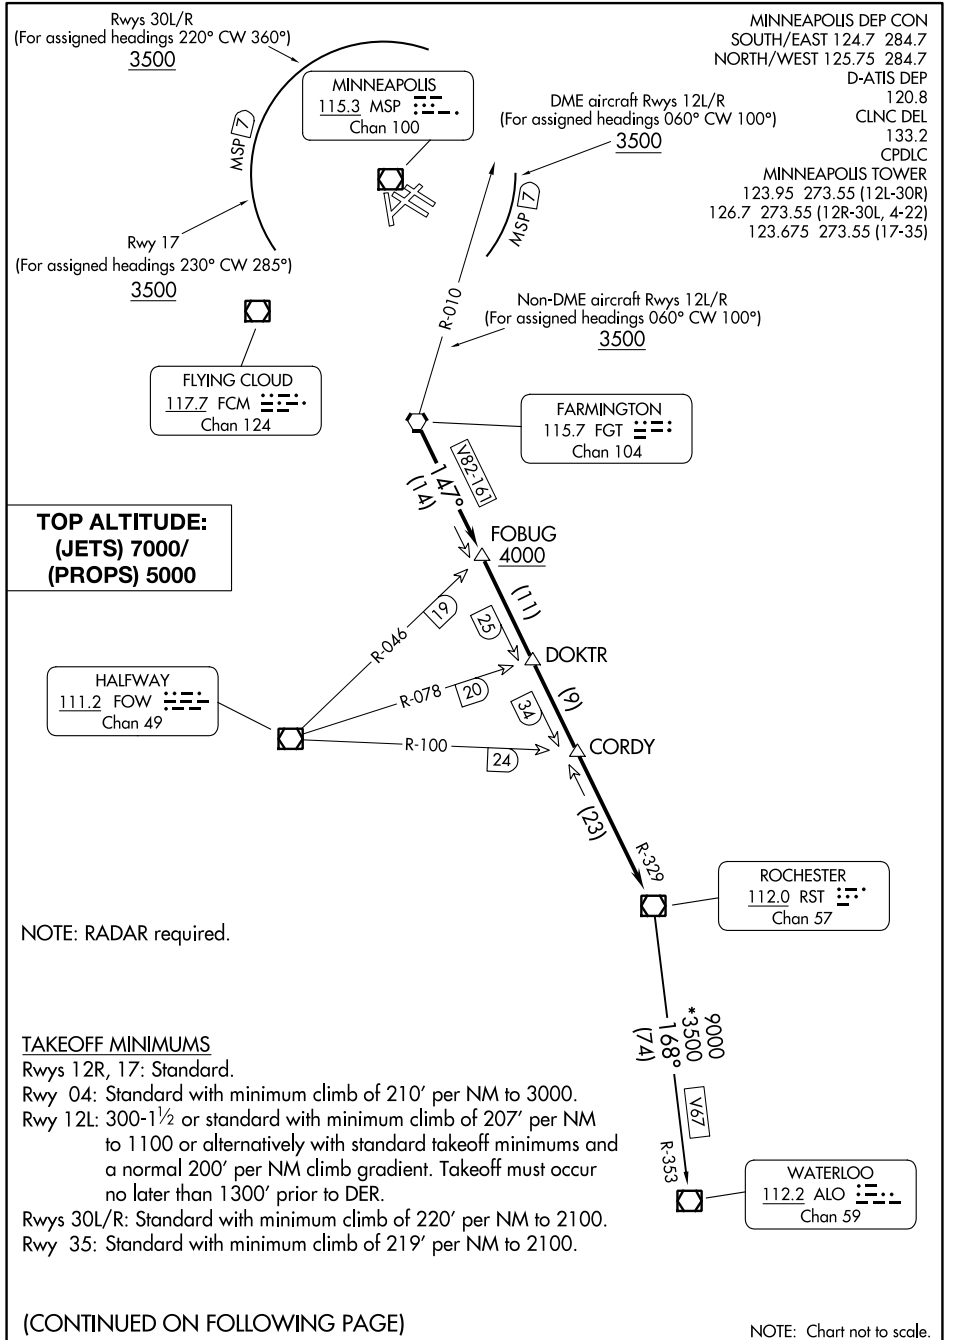 Rwys 30L/R
(For assigned headings 220° CW 360°)
3500
MINNEAPOLIS
115.3 MSP
Chan 100
DME aircraft Rwys 12L/R
(For assigned headings 060° CW 100°)
3500
MINNEAPOLIS DEP CON
SOUTH/EAST 124.7 284.7
NORTH/WEST 125.75 284.7
D-ATIS DEP
120.8
CLNC DEL
133.2
CPDLC
MINNEAPOLIS TOWER
123.95 273.55 (12L-30R)
126.7 273.55 (12R-30L, 4-22)
123.675 273.55 (17-35)
MSP 7
MSP 7
Rwy 17
(For assigned headings 230° CW 285°)
3500
R-010
Non-DME aircraft Rwys 12L/R
(For assigned headings 060° CW 100°)
3500
FLYING CLOUD
117.7 FCM
Chan 124
FARMINGTON
115.7 FGT
Chan 104
V82-161
147°
(14)
TOP ALTITUDE:
(JETS) 7000/
(PROPS) 5000
FOBUG
4000
(11)
19
25
R-046
DOKTR
HALFWAY
111.2 FOW
Chan 49
R-078
20
(9)
34
R-100
24
CORDY
(23)
R-329
ROCHESTER
112.0 RST
Chan 57
NOTE: RADAR required.
9000
*3500
168°
(74)
V67
R-353
WATERLOO
112.2 ALO
Chan 59
TAKEOFF MINIMUMS
Rwys 12R, 17: Standard.
Rwy 04: Standard with minimum climb of 210′ per NM to 3000.
Rwy 12L: 300-1½ or standard with minimum climb of 207′ per NM
to 1100 or alternatively with standard takeoff minimums and
a normal 200′ per NM climb gradient. Takeoff must occur
no later than 1300′ prior to DER.
Rwys 30L/R: Standard with minimum climb of 220′ per NM to 2100.
Rwy 35: Standard with minimum climb of 219′ per NM to 2100.
(CONTINUED ON FOLLOWING PAGE)
NOTE: Chart not to scale.